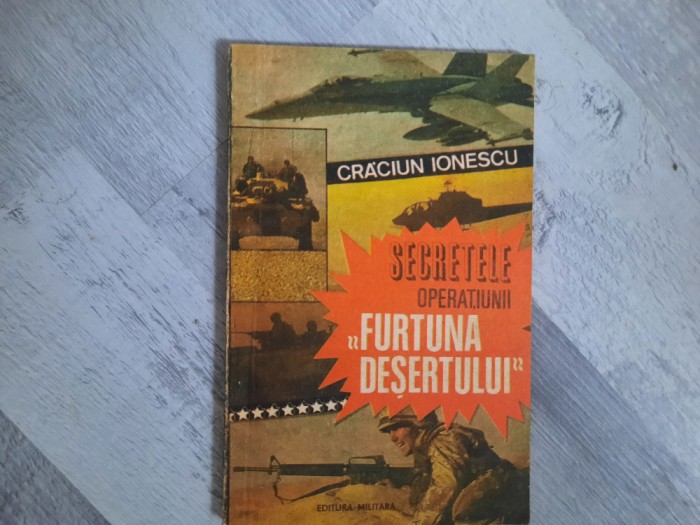 CRĂCIUN IONESCU
SECRETELE
OPERAȚIUNII
„FURTUNA
DEȘERTULUI”
EDITURA MILITARĂ